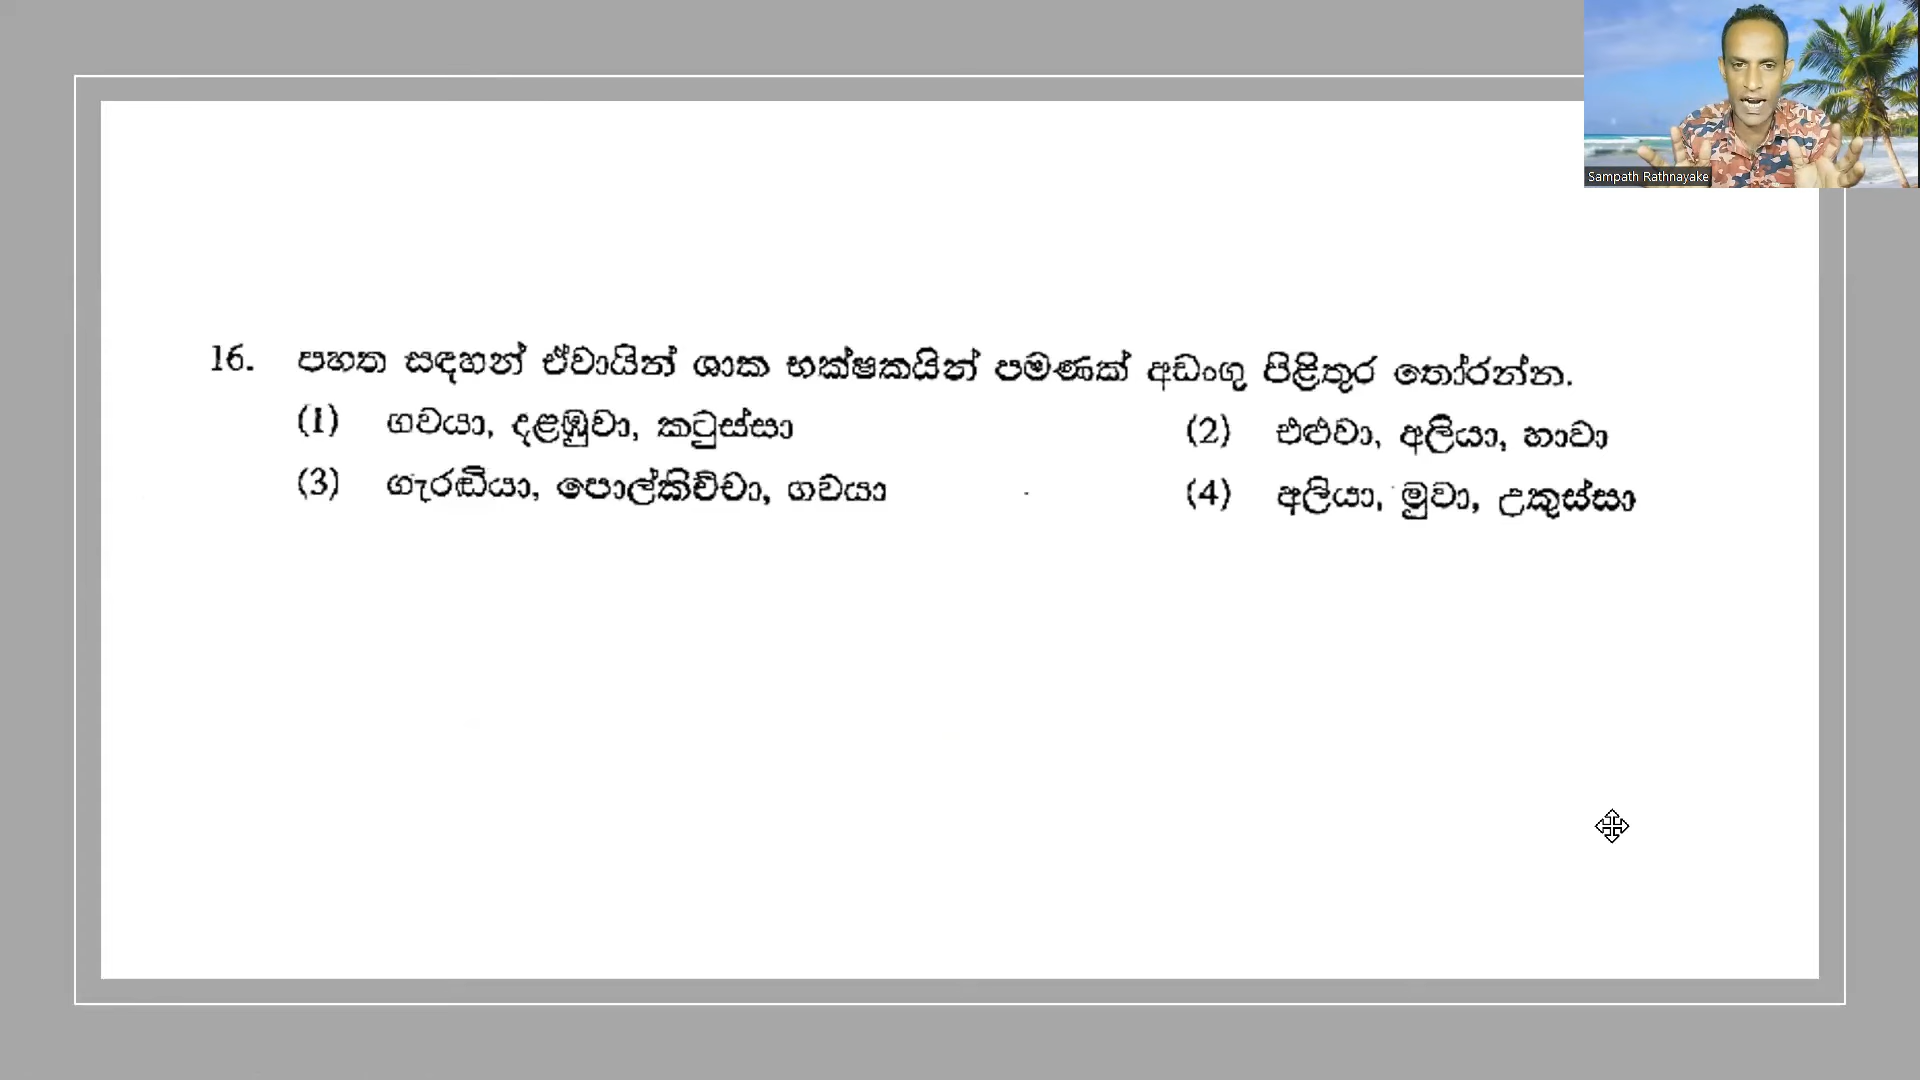 Sampath Rathnayake
16. පහත සඳහන් ඒවායින් ශාක භක්ෂකයින් පමණක් අඩංගු පිළිතුර තෝරන්න.
(1) ගවයා, දළඹුවා, කටුස්සා (2) එළුවා, අලියා, හාවා
(3) ගැරඬියා, පොල්කිච්චා, ගවයා (4) අලියා, මුවා, උකුස්සා